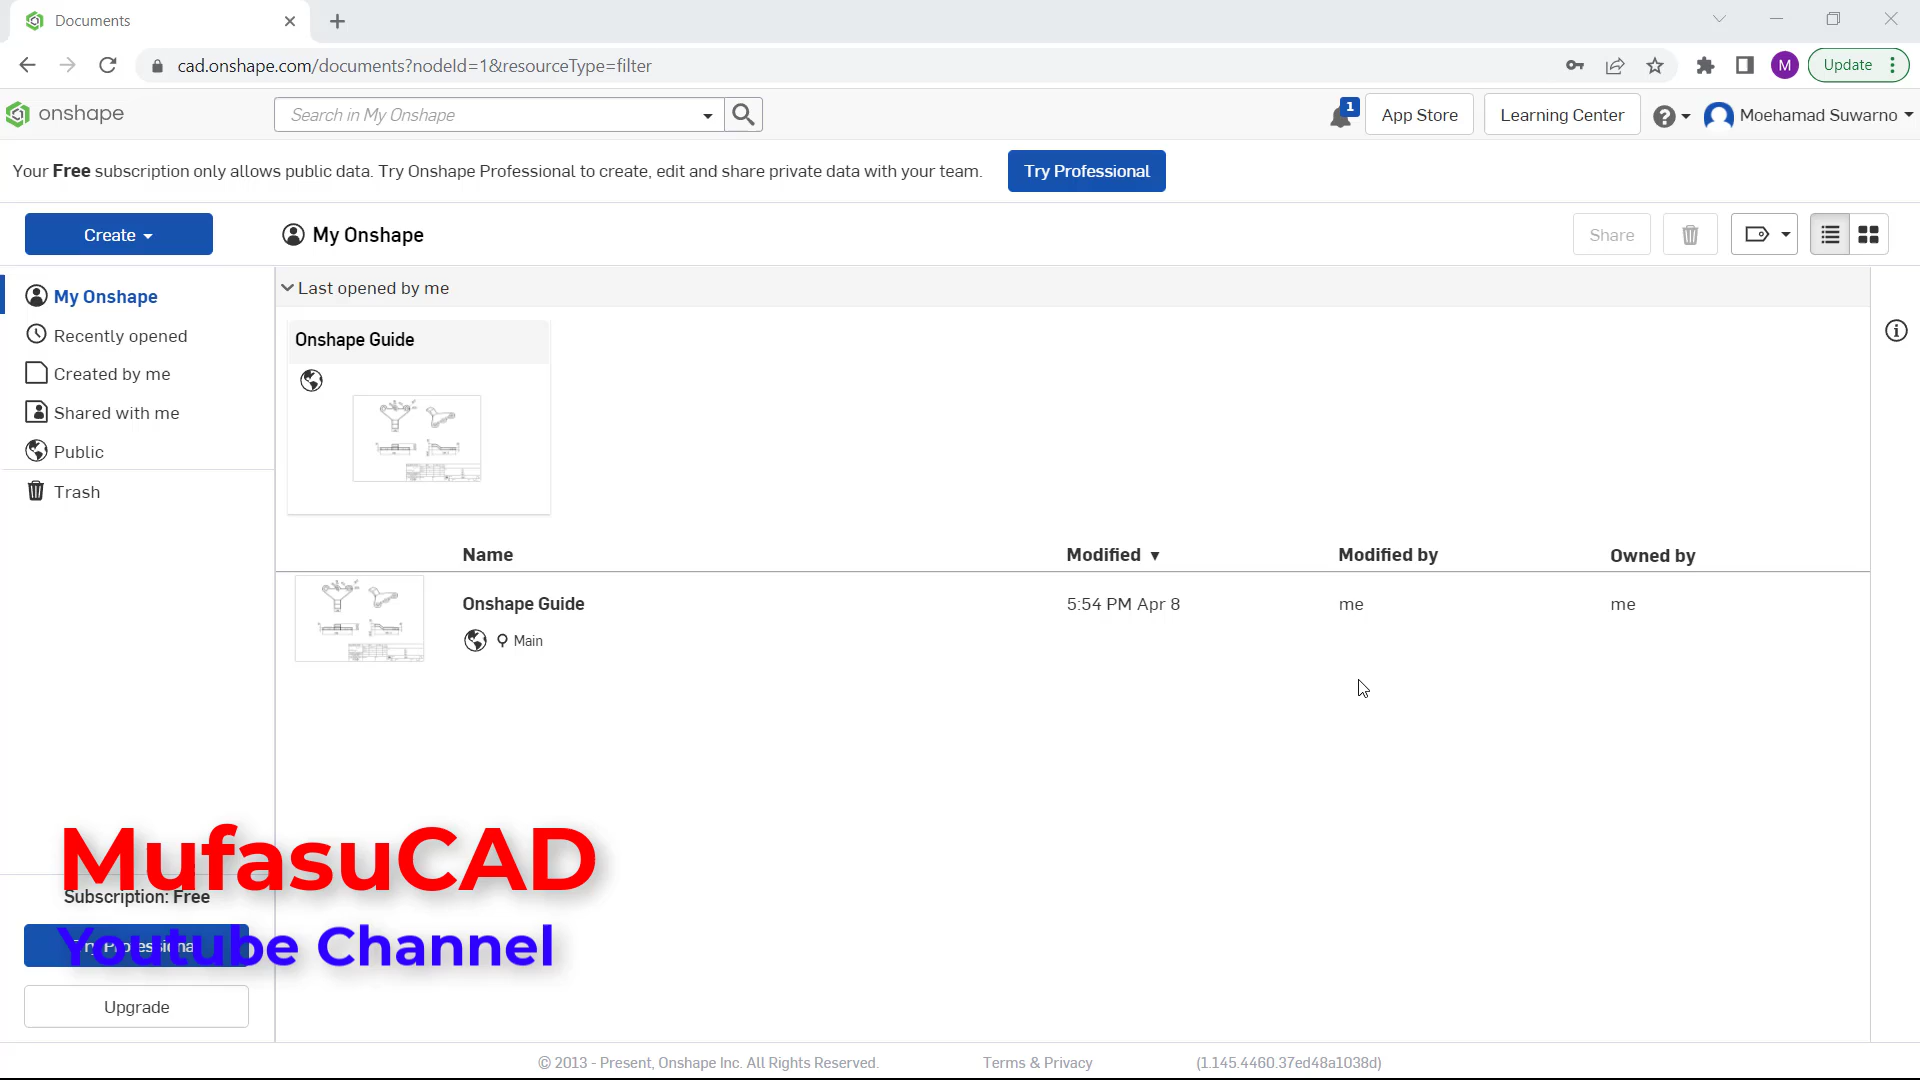 Documents
cad.onshape.com/documents?nodeId=1&resourceType=filter
M
Update
onshape
Search in My Onshape
1
App Store
Learning Center
Moehamad Suwarno
Your Free subscription only allows public data. Try Onshape Professional to create, edit and share private data with your team.
Try Professional
Create
My Onshape
Share
My Onshape
Recently opened
Created by me
Shared with me
Public
Trash
Last opened by me
Onshape Guide
Name
Modified
Modified by
Owned by
Onshape Guide
5:54 PM Apr 8
me
me
Main
MufasuCAD
Subscription: Free
Try Professional
Youtube Channel
Upgrade
© 2013 - Present, Onshape Inc. All Rights Reserved.
Terms & Privacy
(1.145.4460.37ed48a1038d)